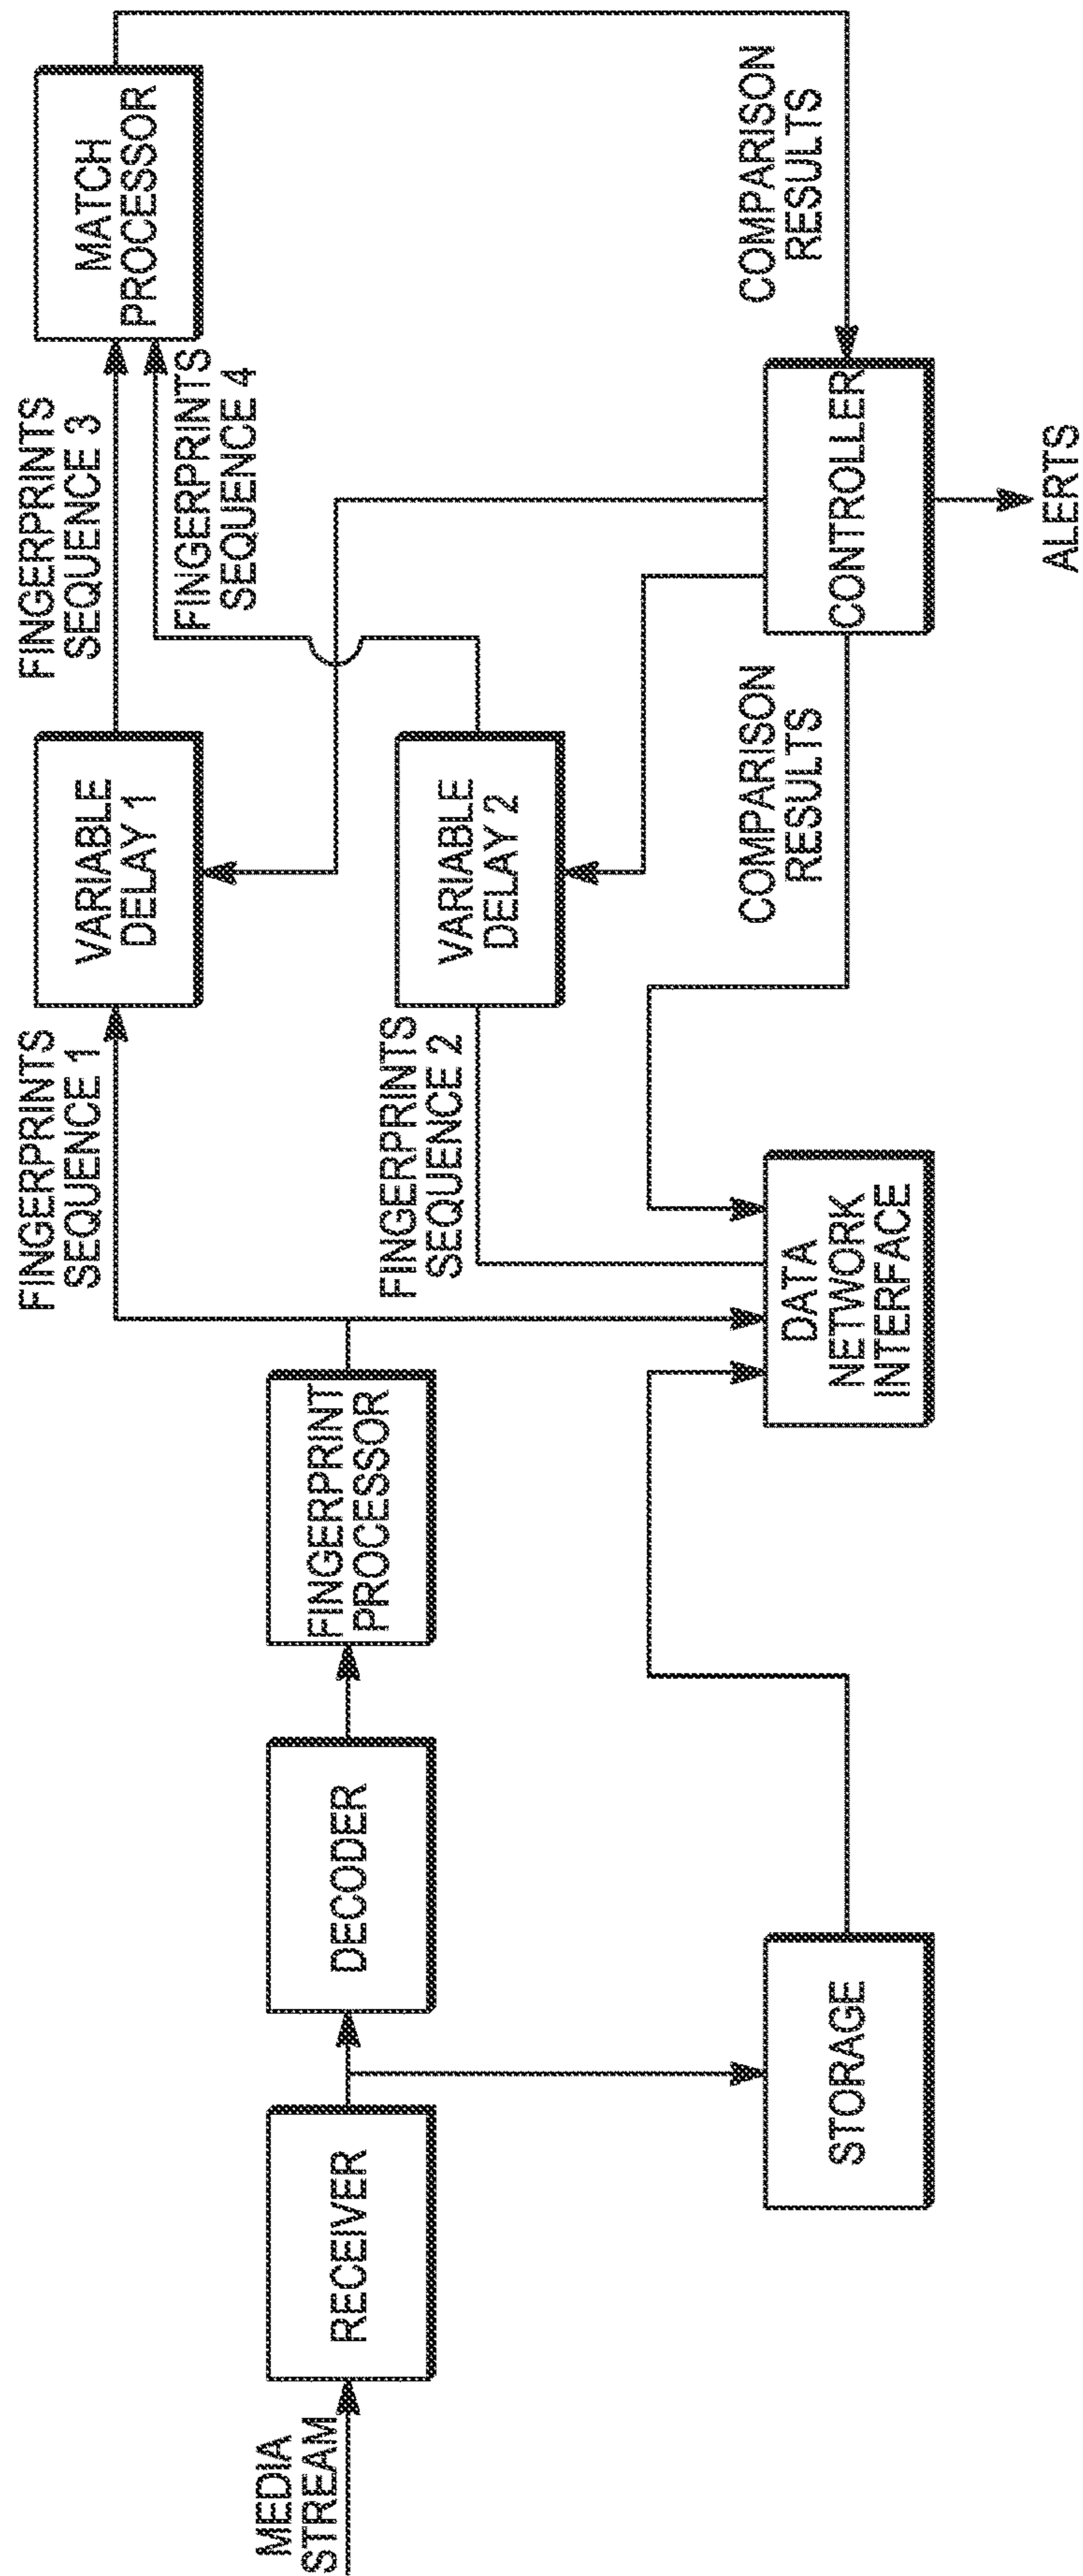 MEDIA
STREAM
RECEIVER
DECODER
STORAGE
FINGERPRINT
PROCESSOR
DATA
NETWORK
INTERFACE
FINGERPRINTS
SEQUENCE 1
FINGERPRINTS
SEQUENCE 2
VARIABLE
DELAY 1
VARIABLE
DELAY 2
COMPARISON
RESULTS
FINGERPRINTS
SEQUENCE 3
FINGERPRINTS
SEQUENCE 4
CONTROLLER
ALERTS
MATCH
PROCESSOR
COMPARISON
RESULTS